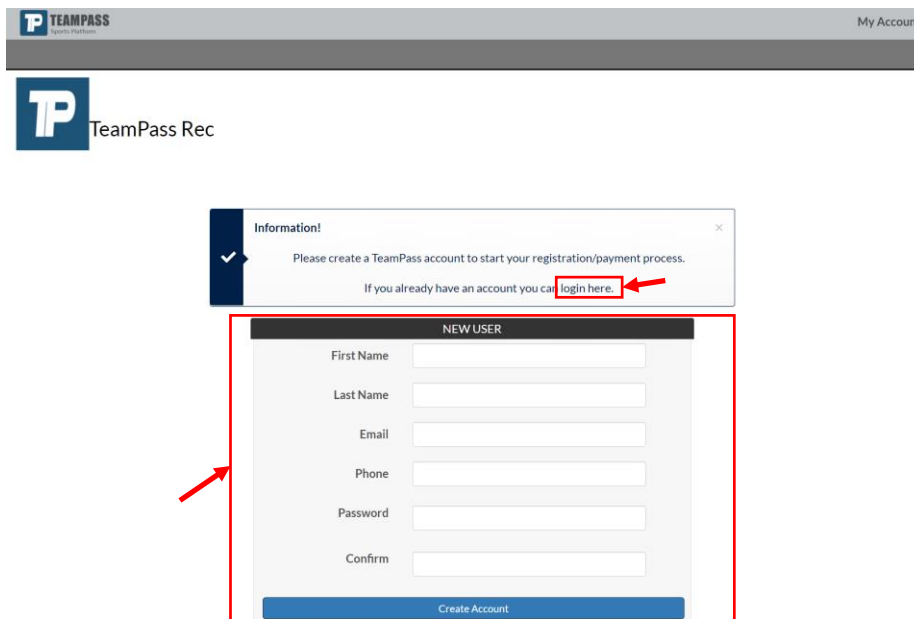 TEAMPASS
Sports Platform
My Accoun
TeamPass Rec
Information!
×
Please create a TeamPass account to start your registration/payment process.
If you already have an account you can login here.
NEW USER
First Name
Last Name
Email
Phone
Password
Confirm
Create Account